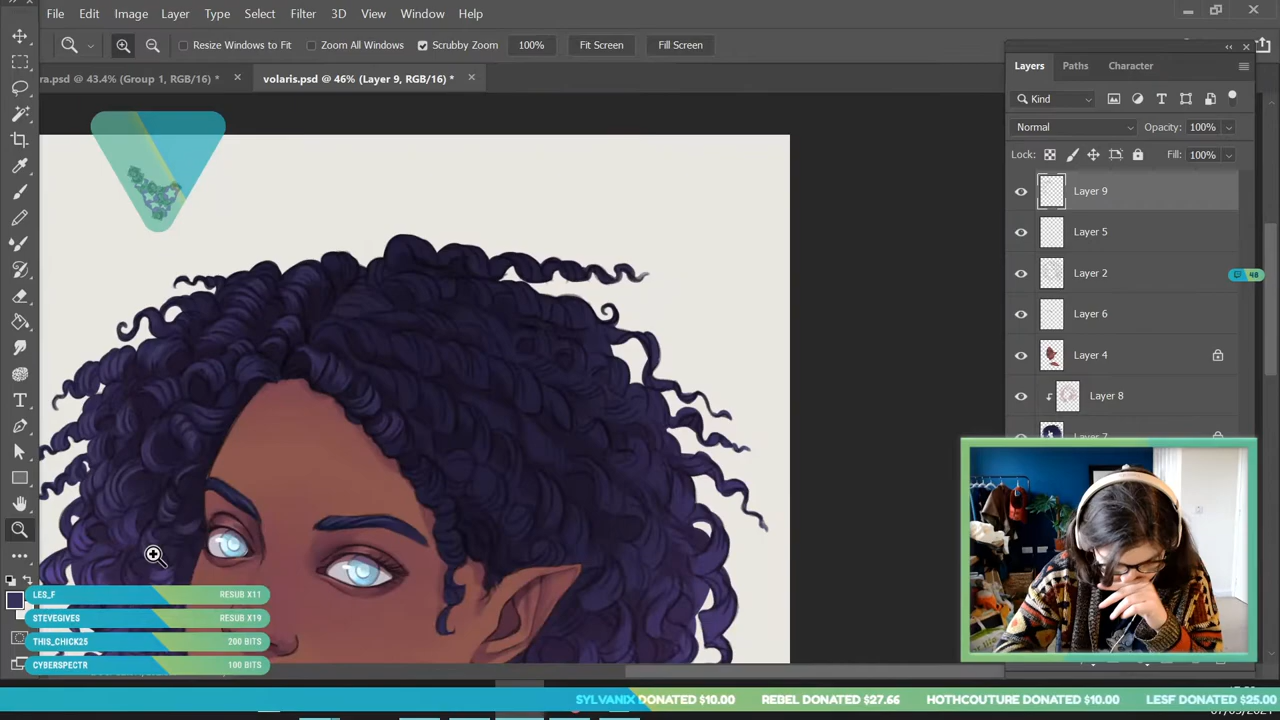 File Edit Image Layer Type Select Filter 3D View Window Help
Resize Windows to Fit Zoom All Windows Scrubby Zoom 100% Fit Screen Fill Screen
ra.psd @ 43.4% (Group 1, RGB/16) * volaris.psd @ 46% (Layer 9, RGB/16) *
Layers Paths Character
Kind
Normal Opacity: 100%
Lock: Fill: 100%
Layer 9
Layer 5
Layer 2
48
Layer 6
Layer 4
Layer 8
Layer 7
LES_F RESUB X11
STEVEGIVES RESUB X19
THIS_CHICK25 200 BITS
CYBERSPECTR 100 BITS
SYLVANIX DONATED $10.00 REBEL DONATED $27.66 HOTHCOUTURE DONATED $10.00 LESF DONATED $25.00